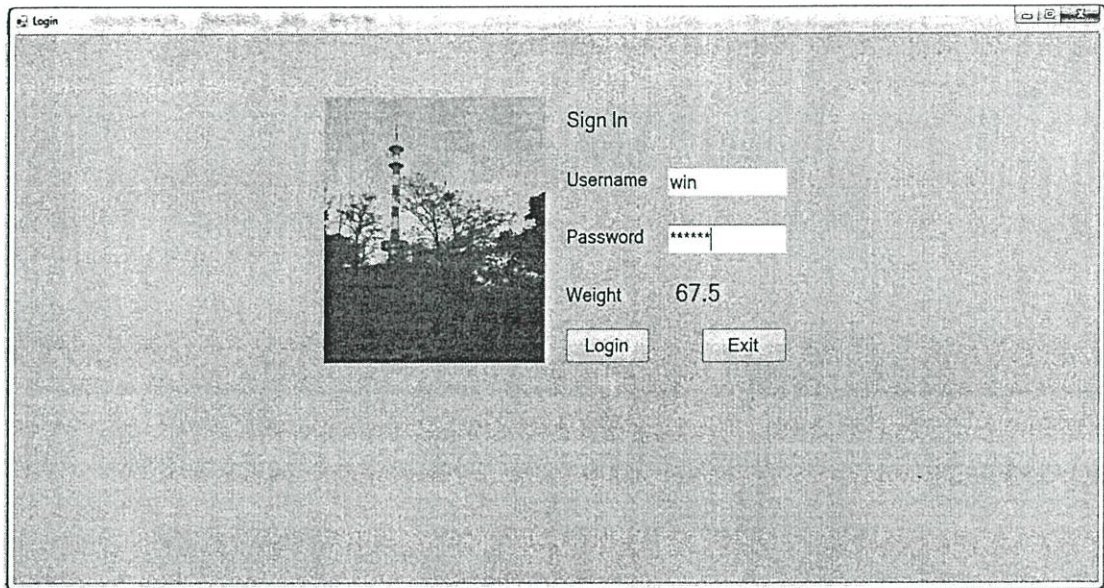 Login
Sign In
Username win
Password ******
Weight 67.5
Login Exit